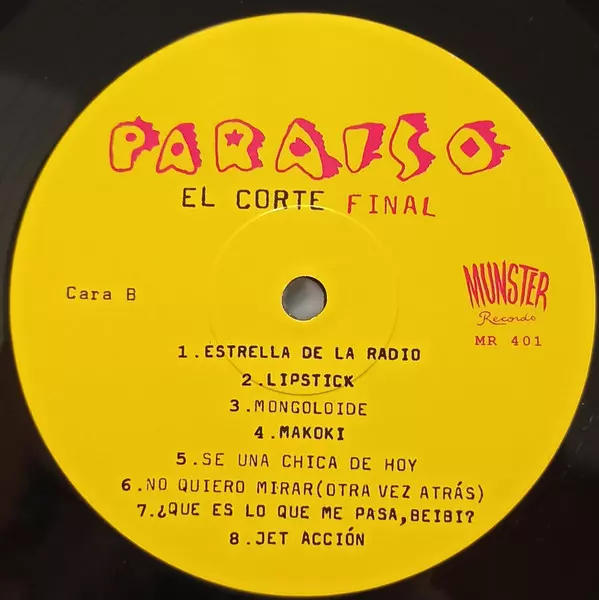 PARAISO
EL CORTE FINAL
Cara B
MUNSTER
Records
MR 401
1.ESTRELLA DE LA RADIO
2.LIPSTICK
3.MONGOLOIDE
4.MAKOKI
5.SE UNA CHICA DE HOY
6.NO QUIERO MIRAR(OTRA VEZ ATRÁS)
7.¿QUE ES LO QUE ME PASA,BEIBI?
8.JET ACCIÓN